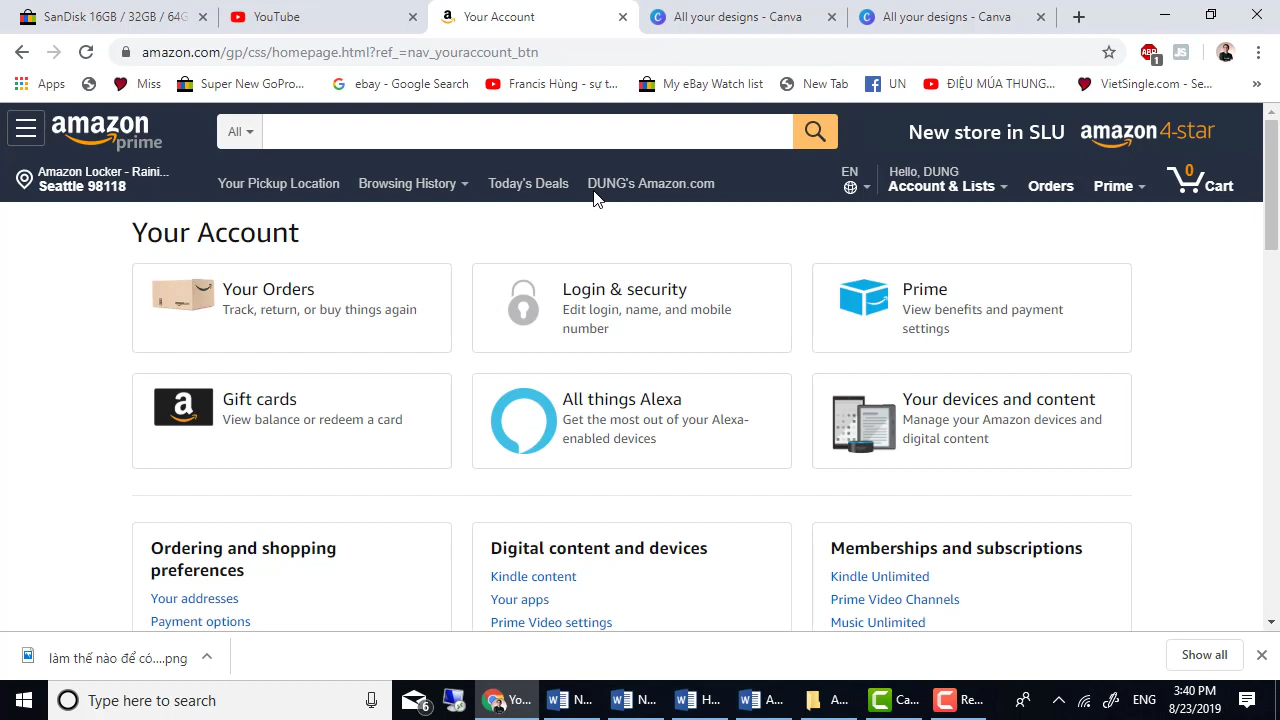 SanDisk 16GB / 32GB / 64G
YouTube
Your Account
All your designs - Canva
All your designs - Canva
amazon.com/gp/css/homepage.html?ref_=nav_youraccount_btn
ABP
1
JS
Apps
Miss
Super New GoPro...
ebay - Google Search
Francis Hùng - sự t...
My eBay Watch list
New Tab
UN
ĐIỆU MÚA THUNG...
VietSingle.com - Se...
»
amazon prime
All
New store in SLU
amazon 4-star
Amazon Locker - Raini...
Seattle 98118
Your Pickup Location
Browsing History
Today's Deals
DUNG's Amazon.com
EN
Hello, DUNG
Account & Lists
Orders
Prime
0
Cart
Your Account
Your Orders
Track, return, or buy things again
Login & security
Edit login, name, and mobile
number
Prime
View benefits and payment
settings
Gift cards
View balance or redeem a card
All things Alexa
Get the most out of your Alexa-
enabled devices
Your devices and content
Manage your Amazon devices and
digital content
Ordering and shopping
preferences
Your addresses
Payment options
Digital content and devices
Kindle content
Your apps
Prime Video settings
Memberships and subscriptions
Kindle Unlimited
Prime Video Channels
Music Unlimited
làm thế nào để có....png
Show all
Type here to search
6
Yo...
N...
N...
H...
A...
A...
Ca...
Re...
ENG
3:40 PM
8/23/2019